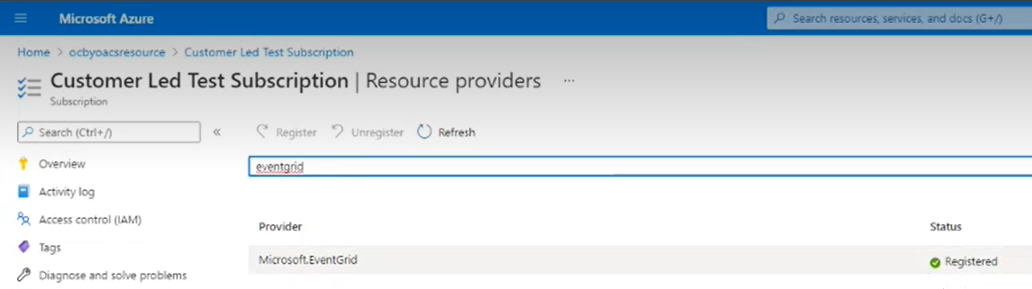 Microsoft Azure
Search resources, services, and docs (G+/)
Home > ocbyoacsresource > Customer Led Test Subscription
Customer Led Test Subscription | Resource providers ...
Subscription
Search (Ctrl+/) «
Register Unregister Refresh
eventgrid
Overview
Activity log
Access control (IAM)
Tags
Diagnose and solve problems
Provider Status
Microsoft.EventGrid Registered